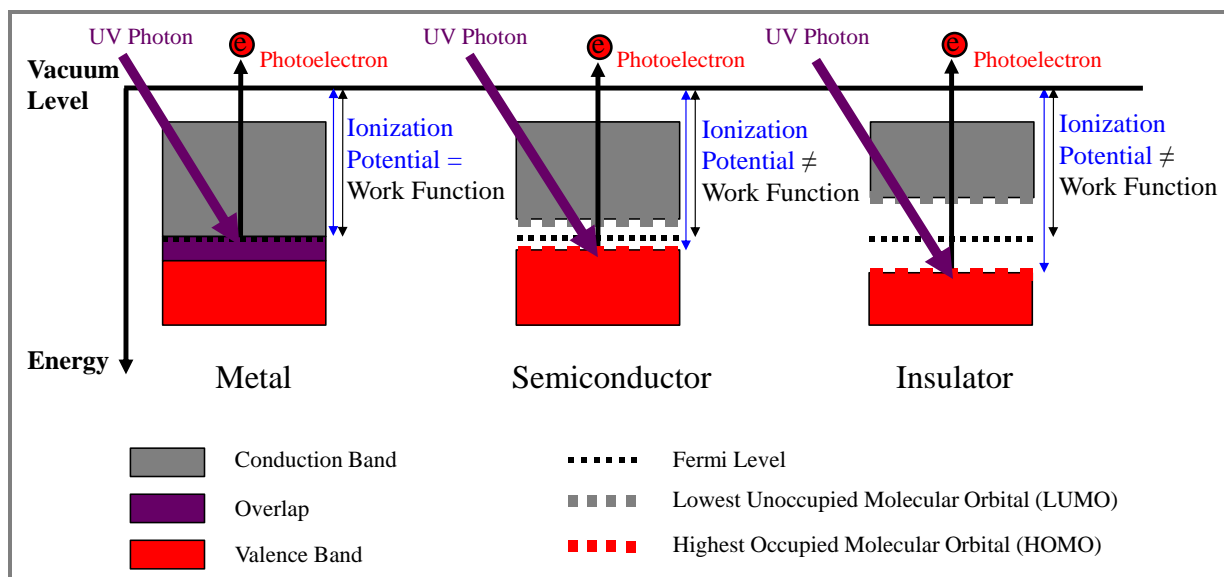 UV Photon
e
Photoelectron
UV Photon
e
Photoelectron
UV Photon
e
Photoelectron
Vacuum
Level
Ionization
Potential =
Work Function
Ionization
Potential ≠
Work Function
Ionization
Potential ≠
Work Function
Energy
Metal
Semiconductor
Insulator
Conduction Band
Overlap
Valence Band
Fermi Level
Lowest Unoccupied Molecular Orbital (LUMO)
Highest Occupied Molecular Orbital (HOMO)